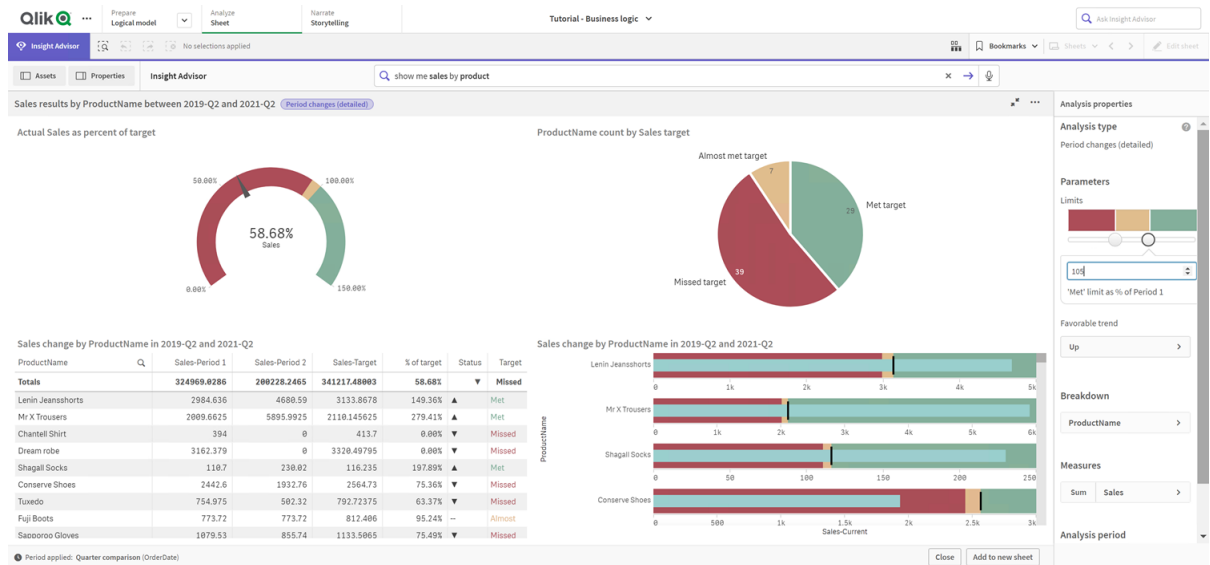 Qlik
Prepare
Logical model
Analyze
Sheet
Narrate
Storytelling
Tutorial - Business logic
Ask Insight Advisor
Insight Advisor
No selections applied
Bookmarks
Sheets
Edit sheet
Assets
Properties
Insight Advisor
show me sales by product
Sales results by ProductName between 2019-Q2 and 2021-Q2 Period changes (detailed)
Actual Sales as percent of target
50.00% 100.00%
58.68%
Sales
0.00% 150.00%
ProductName count by Sales target
Almost met target
7
29 Met target
39
Missed target
Sales change by ProductName in 2019-Q2 and 2021-Q2
ProductName Sales-Period 1 Sales-Period 2 Sales-Target % of target Status Target
Totals 324969.0286 200228.2465 341217.48003 58.68% ▼ Missed
Lenin Jeansshorts 2984.636 4680.59 3133.8678 149.36% ▲ Met
Mr X Trousers 2009.6625 5895.9925 2110.145625 279.41% ▲ Met
Chantell Shirt 394 0 413.7 0.00% ▼ Missed
Dream robe 3162.379 0 3320.49795 0.00% ▼ Missed
Shagall Socks 110.7 230.02 116.235 197.89% ▲ Met
Conserve Shoes 2442.6 1932.76 2564.73 75.36% ▼ Missed
Tuxedo 754.975 502.32 792.72375 63.37% ▼ Missed
Fuji Boots 773.72 773.72 812.406 95.24% -- Almost
Sapporoo Gloves 1079.53 855.74 1133.5065 75.49% ▼ Missed
Sales change by ProductName in 2019-Q2 and 2021-Q2
ProductName
Lenin Jeansshorts
0 1k 2k 3k 4k 5k
Mr X Trousers
0 1k 2k 3k 4k 5k 6k
Shagall Socks
0 50 100 150 200 250
Conserve Shoes
0 500 1k 1.5k 2k 2.5k 3k
Sales-Current
Analysis properties
Analysis type
Period changes (detailed)
Parameters
Limits
105
'Met' limit as % of Period 1
Favorable trend
Up
Breakdown
ProductName
Measures
Sum Sales
Analysis period
Period applied: Quarter comparison (OrderDate)
Close
Add to new sheet